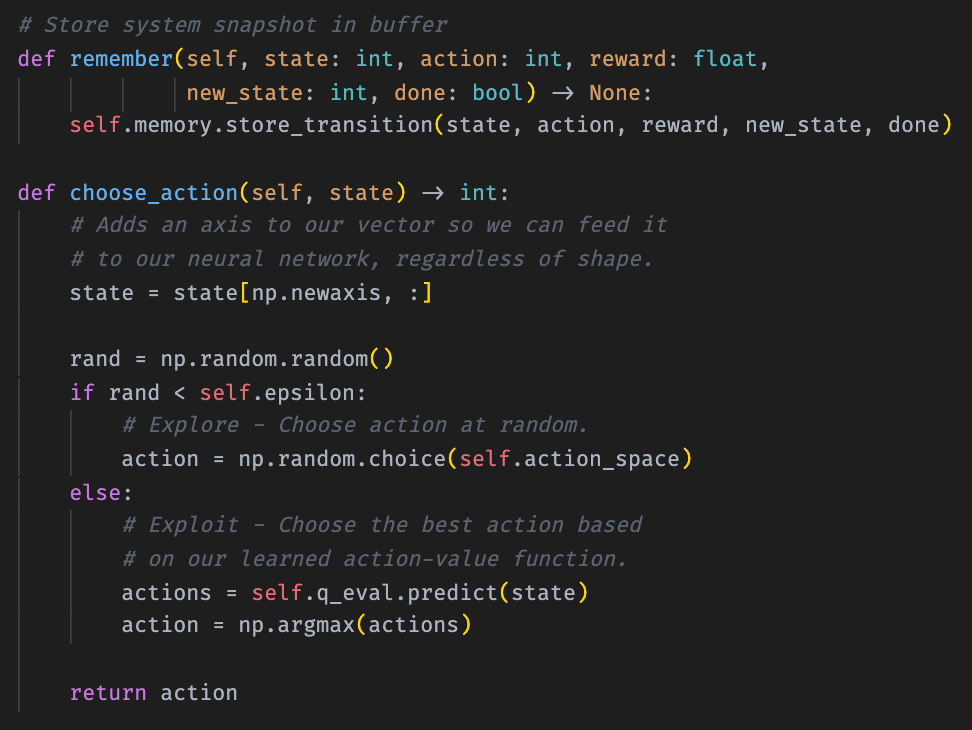 # Store system snapshot in buffer
def remember(self, state: int, action: int, reward: float,
             new_state: int, done: bool) -> None:
    self.memory.store_transition(state, action, reward, new_state, done)

def choose_action(self, state) -> int:
    # Adds an axis to our vector so we can feed it
    # to our neural network, regardless of shape.
    state = state[np.newaxis, :]

    rand = np.random.random()
    if rand < self.epsilon:
        # Explore - Choose action at random.
        action = np.random.choice(self.action_space)
    else:
        # Exploit - Choose the best action based
        # on our learned action-value function.
        actions = self.q_eval.predict(state)
        action = np.argmax(actions)

    return action